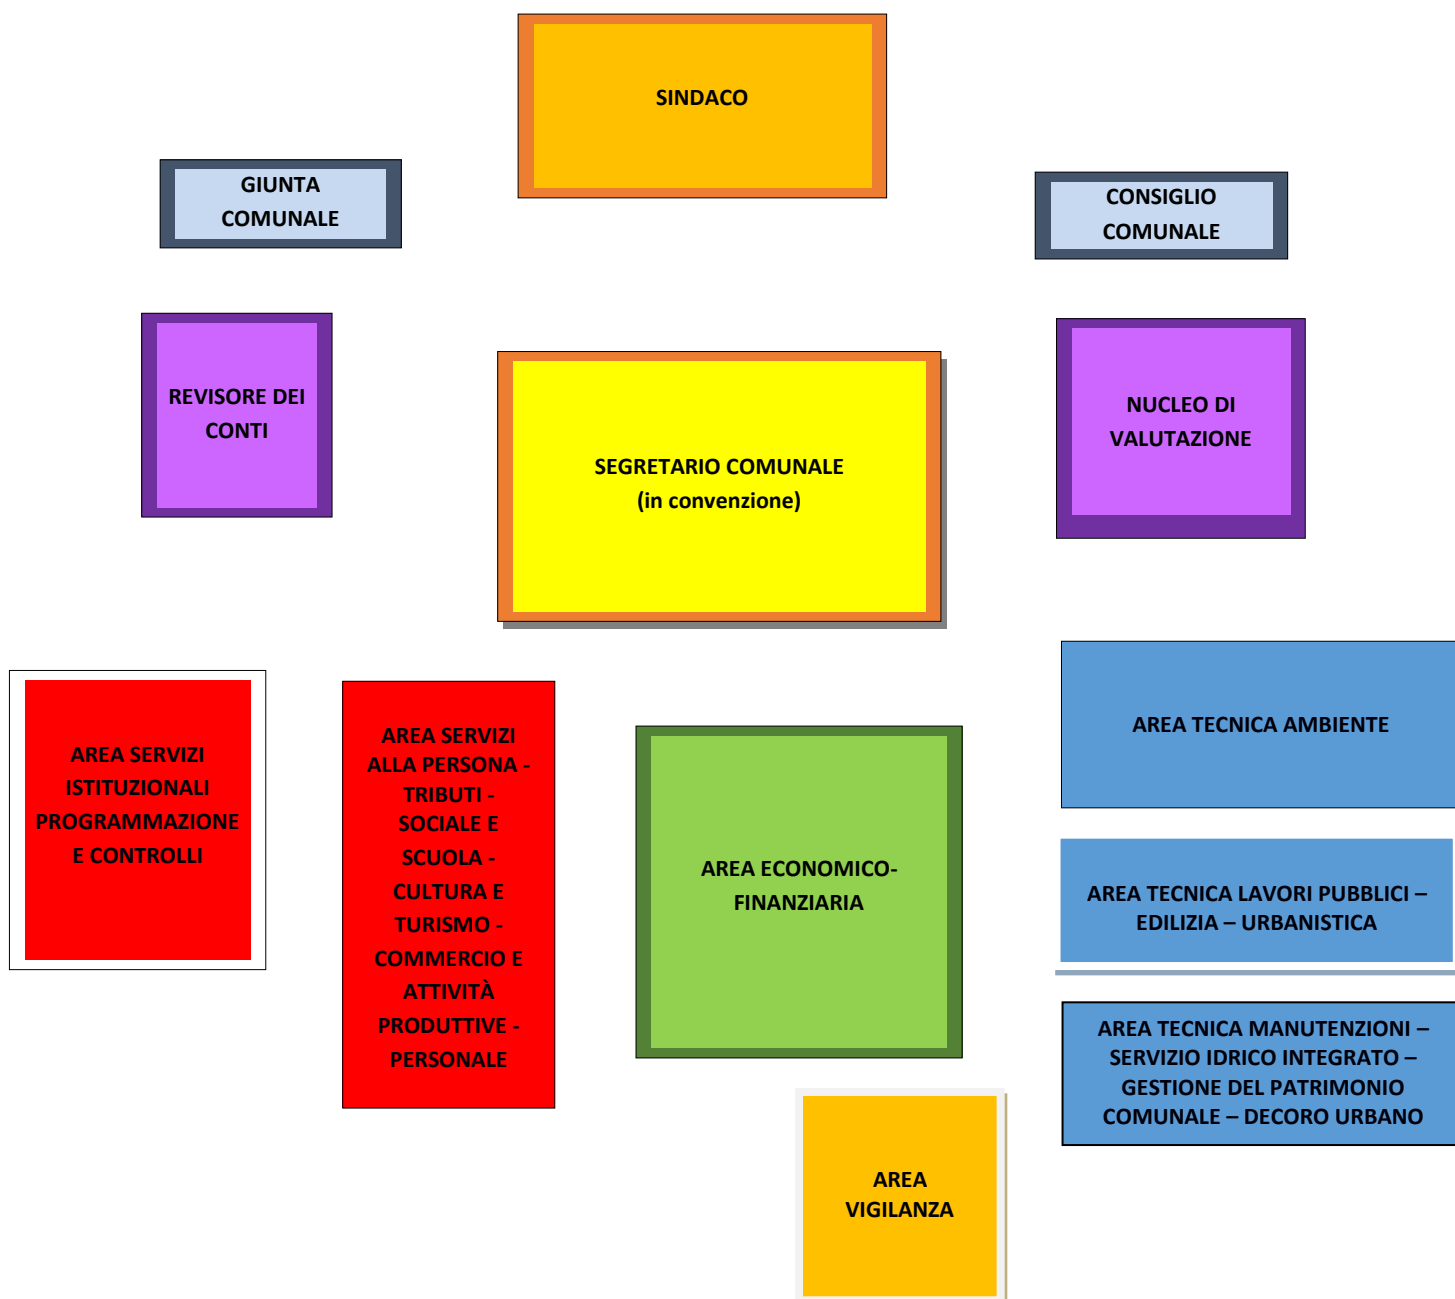 SINDACO
GIUNTA
COMUNALE
CONSIGLIO
COMUNALE
REVISORE DEI
CONTI
SEGRETARIO COMUNALE
(in convenzione)
NUCLEO DI
VALUTAZIONE
AREA SERVIZI
ISTITUZIONALI
PROGRAMMAZIONE
E CONTROLLI
AREA SERVIZI
ALLA PERSONA -
TRIBUTI -
SOCIALE E
SCUOLA -
CULTURA E
TURISMO -
COMMERCIO E
ATTIVITÀ
PRODUTTIVE -
PERSONALE
AREA ECONOMICO-
FINANZIARIA
AREA TECNICA AMBIENTE
AREA TECNICA LAVORI PUBBLICI –
EDILIZIA – URBANISTICA
AREA TECNICA MANUTENZIONI –
SERVIZIO IDRICO INTEGRATO –
GESTIONE DEL PATRIMONIO
COMUNALE – DECORO URBANO
AREA
VIGILANZA